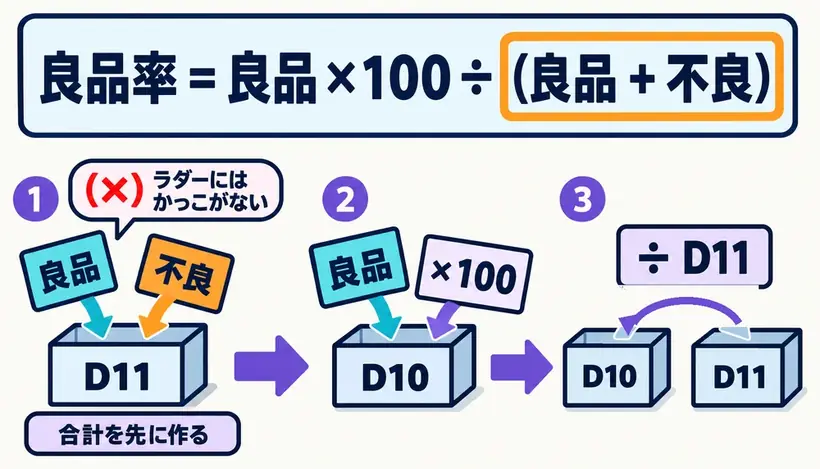 良品率 = 良品 ×100 ÷ (良品 + 不良)
1
(×) ラダーには
かっこがない
良品
不良
D11
合計を先に作る
2
良品
×100
D10
3
÷ D11
D10
D11